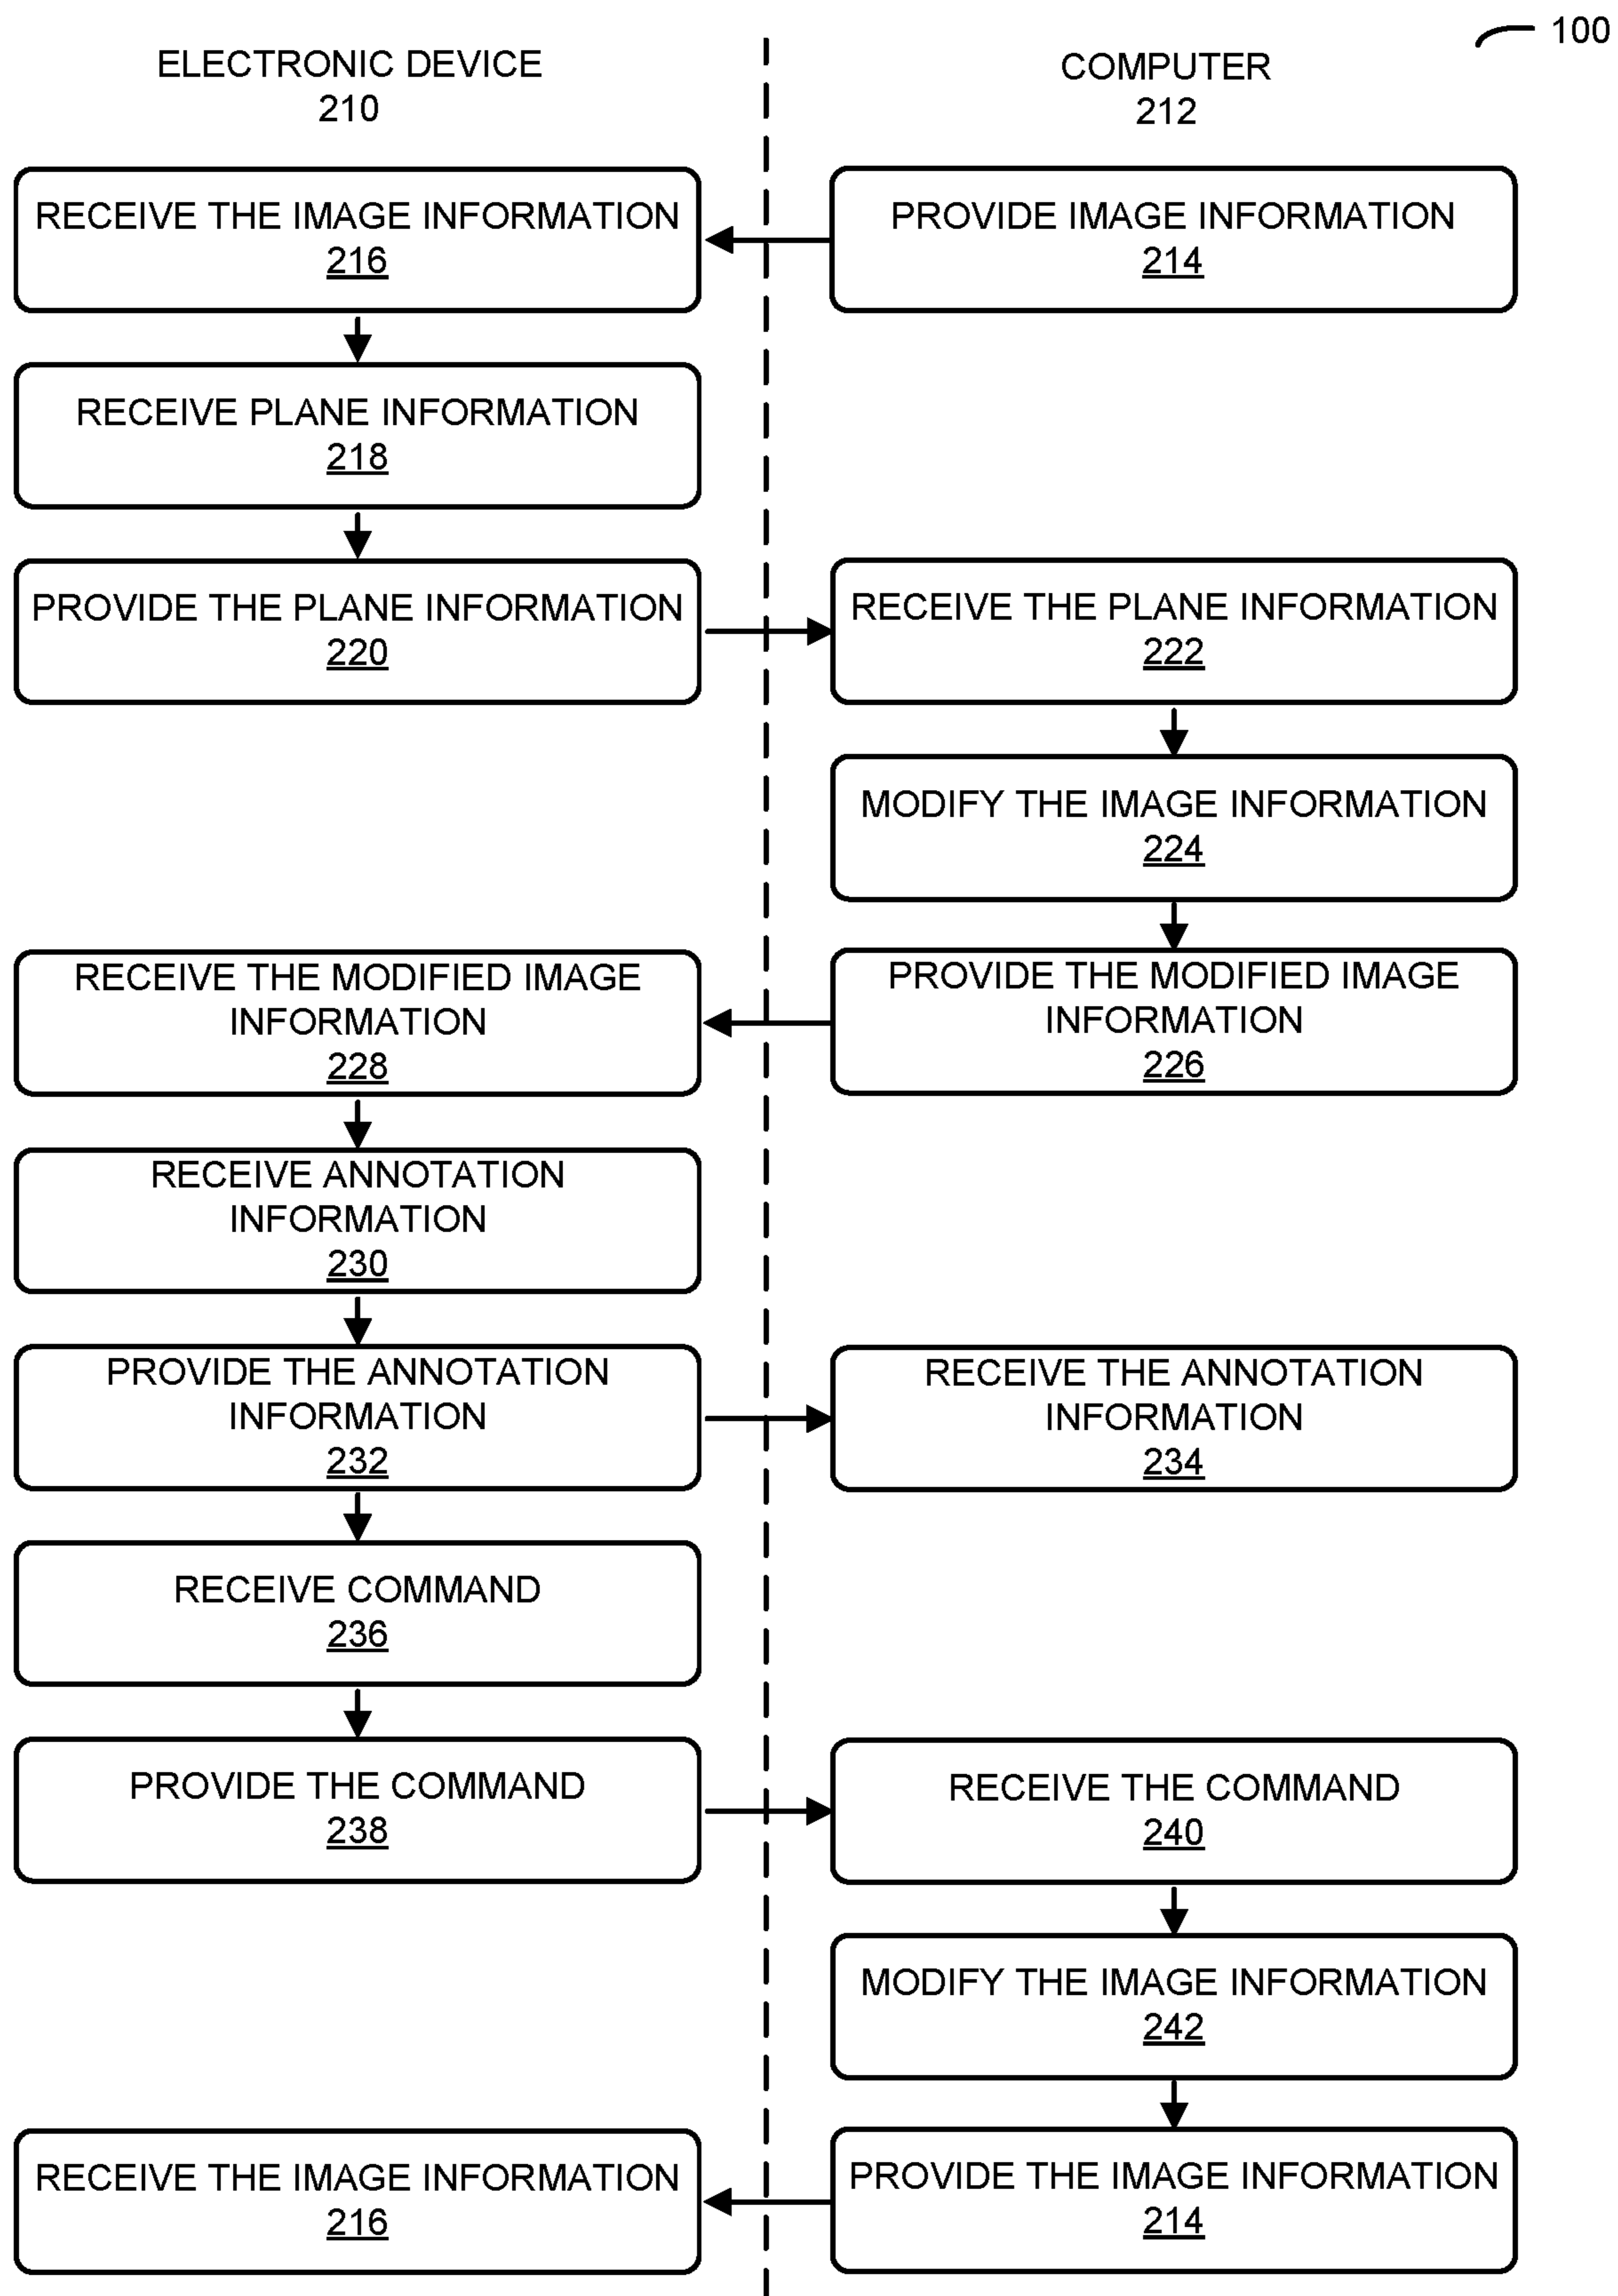 100
ELECTRONIC DEVICE
210
COMPUTER
212
RECEIVE THE IMAGE INFORMATION
216
PROVIDE IMAGE INFORMATION
214
RECEIVE PLANE INFORMATION
218
PROVIDE THE PLANE INFORMATION
220
RECEIVE THE PLANE INFORMATION
222
MODIFY THE IMAGE INFORMATION
224
RECEIVE THE MODIFIED IMAGE
INFORMATION
228
PROVIDE THE MODIFIED IMAGE
INFORMATION
226
RECEIVE ANNOTATION
INFORMATION
230
PROVIDE THE ANNOTATION
INFORMATION
232
RECEIVE THE ANNOTATION
INFORMATION
234
RECEIVE COMMAND
236
PROVIDE THE COMMAND
238
RECEIVE THE COMMAND
240
MODIFY THE IMAGE INFORMATION
242
RECEIVE THE IMAGE INFORMATION
216
PROVIDE THE IMAGE INFORMATION
214